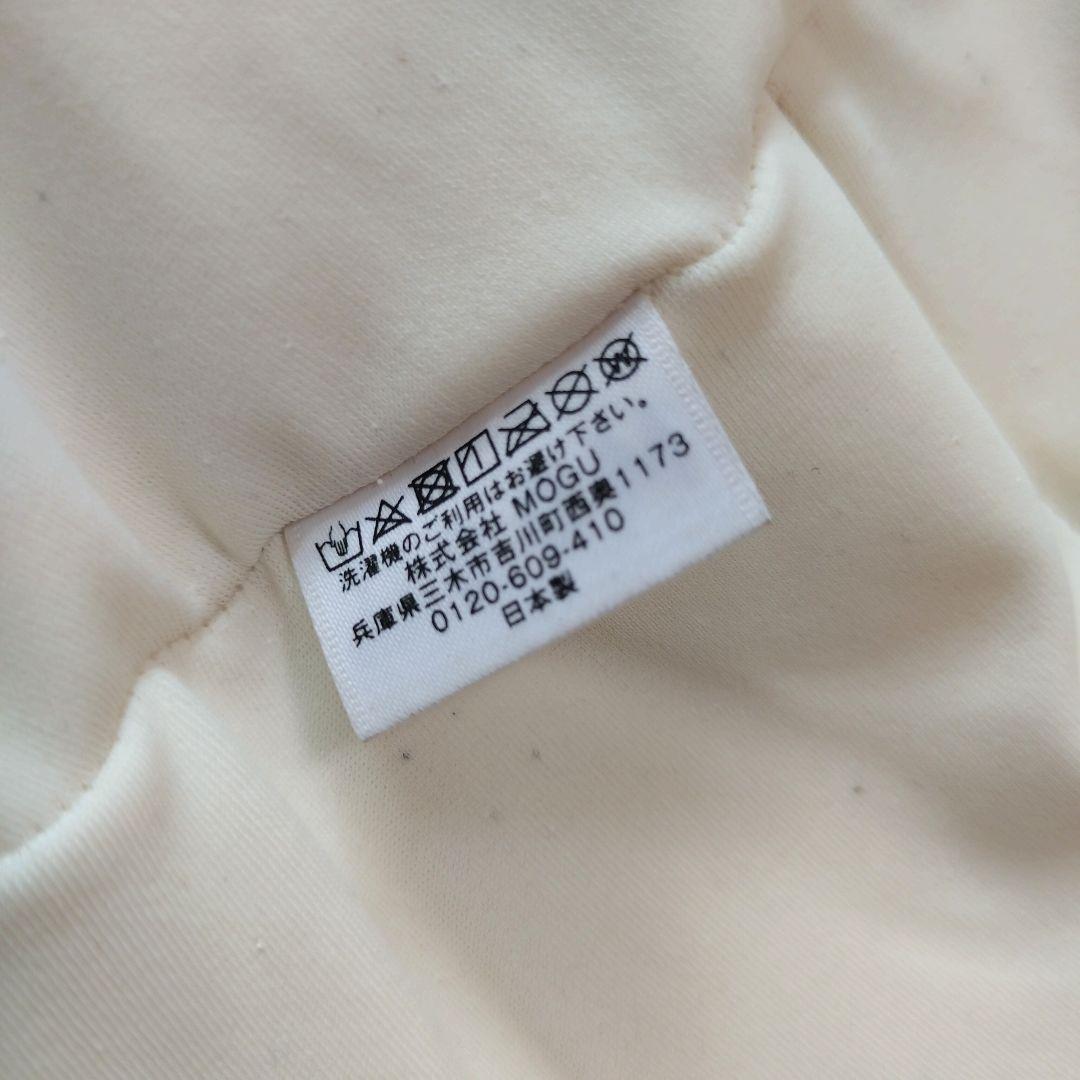 洗濯機のご利用はお避け下さい。
株式会社 MOGU
兵庫県三木市吉川町西奥1173
0120-609-410
日本製